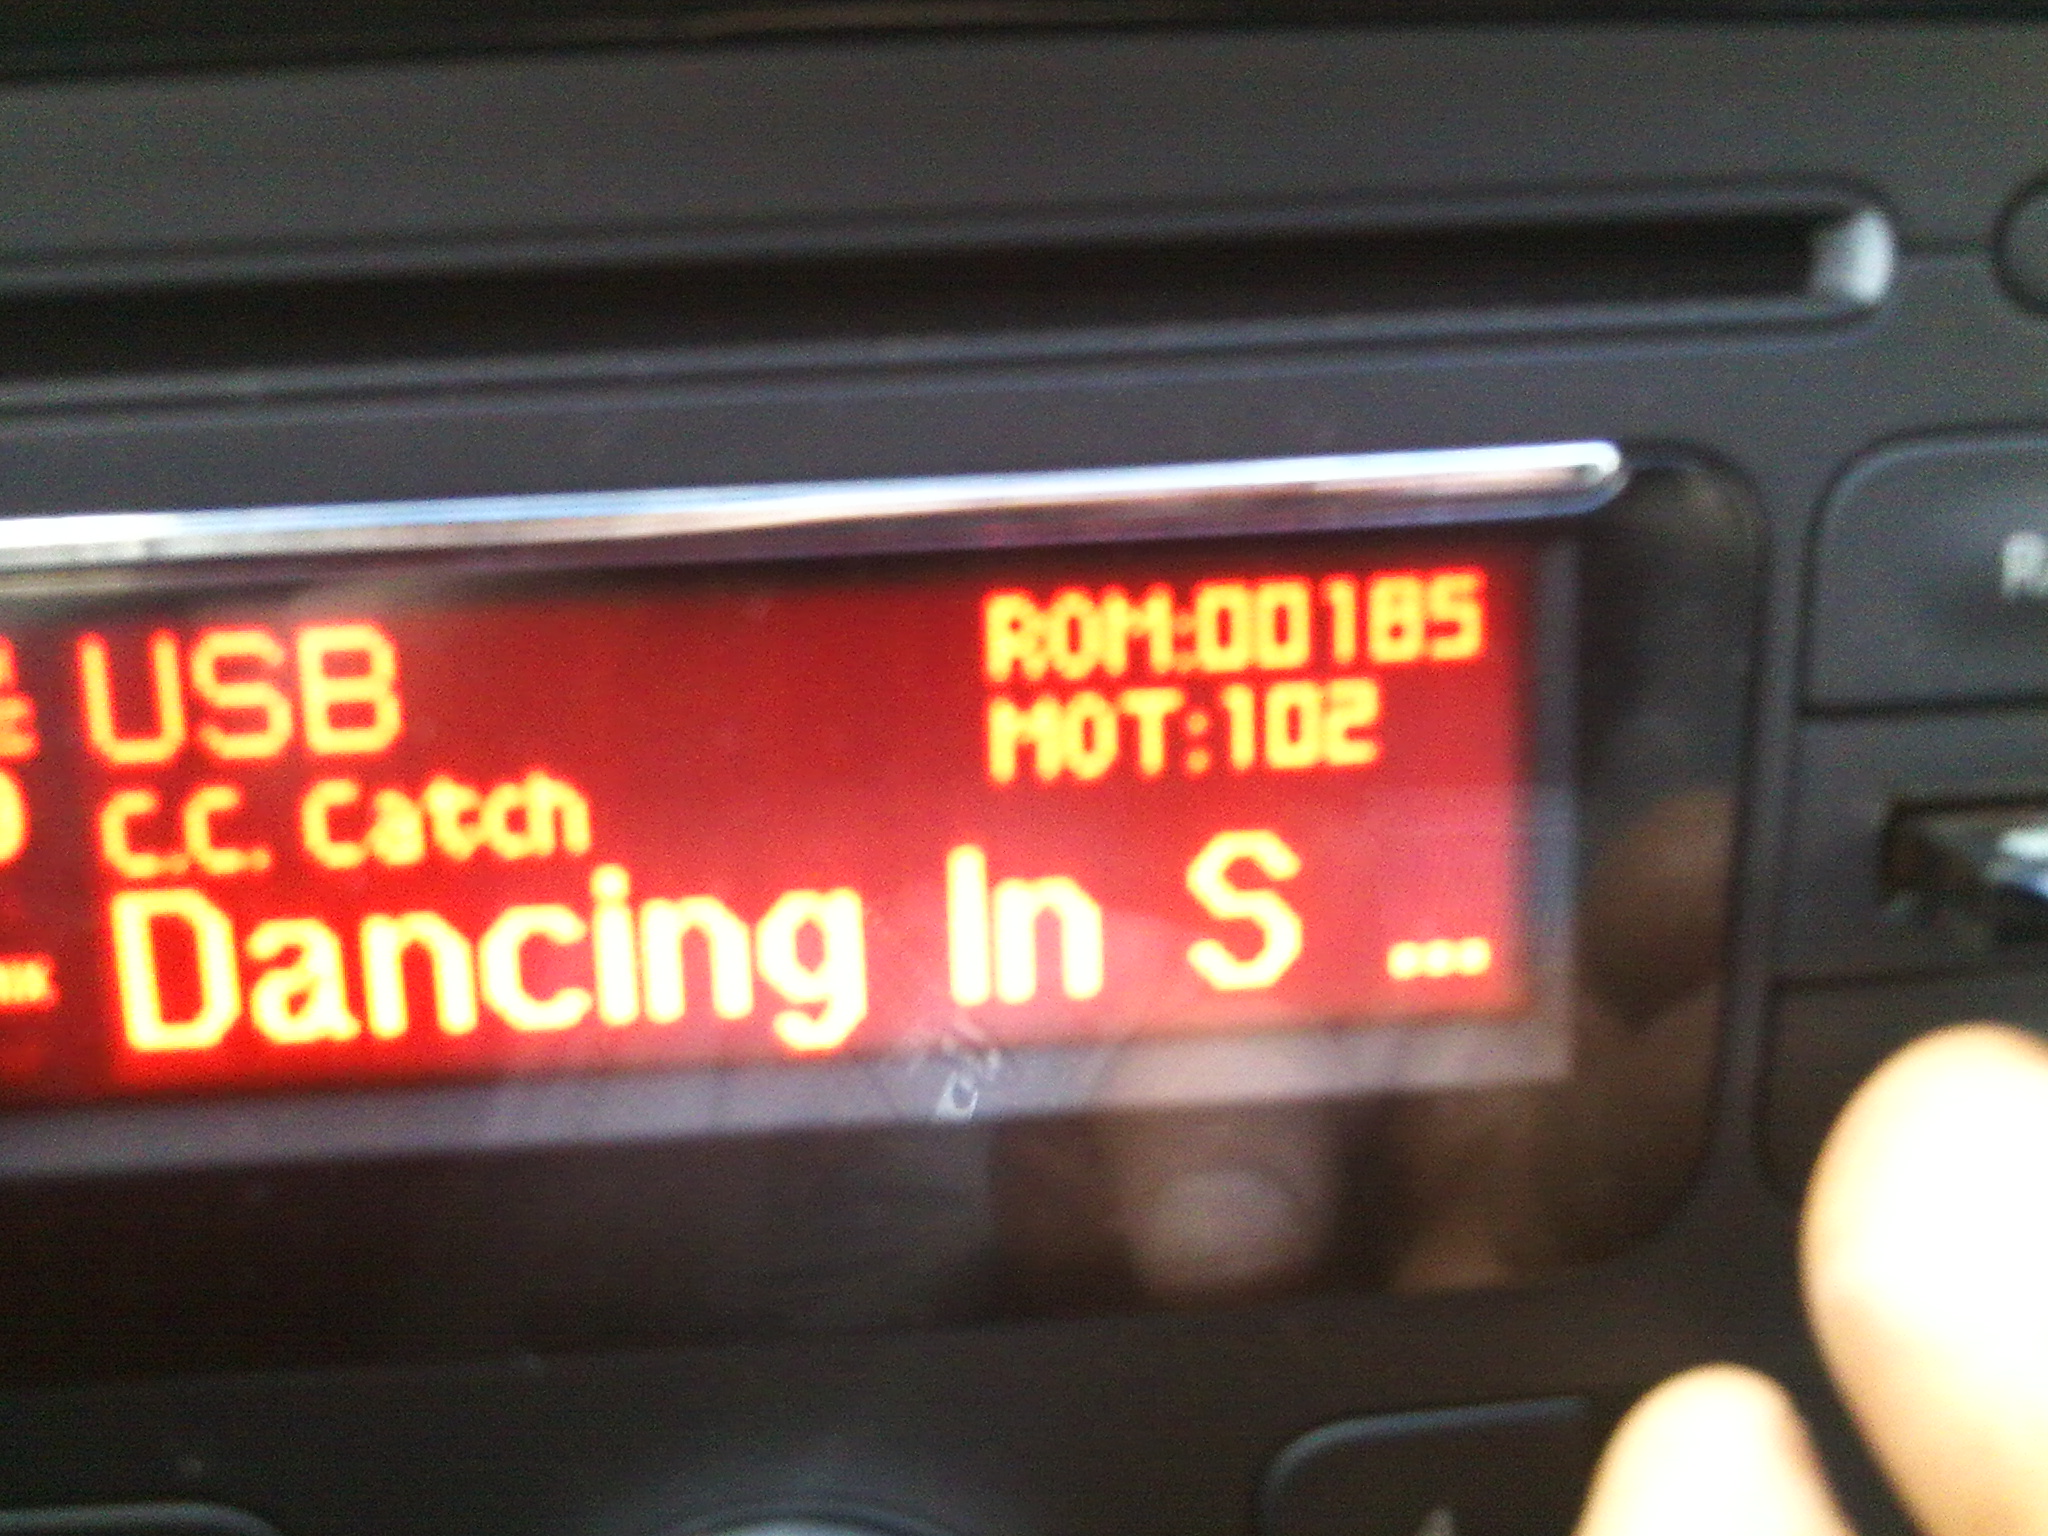 USB
ROM:00185
MOT:102
C.C. Catch
Dancing In S ...